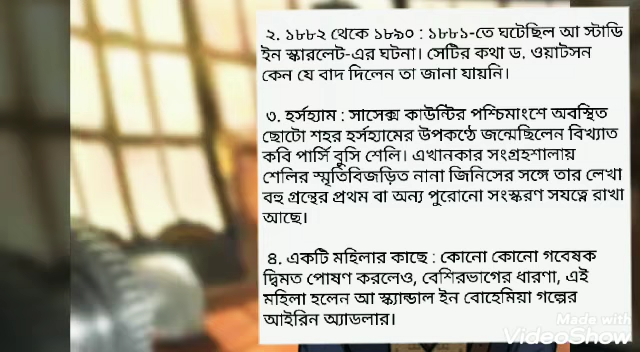 ২. ১৮৮২ থেকে ১৮৯০ : ১৮৮১-তে ঘটেছিল আ স্টাডি
ইন স্কারলেট-এর ঘটনা। সেটির কথা ড. ওয়াটসন
কেন যে বাদ দিলেন তা জানা যায়নি।
৩. হর্সহ্যাম : সাসেক্স কাউন্টির পশ্চিমাংশে অবস্থিত
ছোটো শহর হর্সহ্যামের উপকণ্ঠে জন্মেছিলেন বিখ্যাত
কবি পার্সি বুসি শেলি। এখানকার সংগ্রহশালায়
শেলির স্মৃতিবিজড়িত নানা জিনিসের সঙ্গে তার লেখা
বহু গ্রন্থের প্রথম বা অন্য পুরোনো সংস্করণ সযত্নে রাখা
আছে।
৪. একটি মহিলার কাছে : কোনো কোনো গবেষক
দ্বিমত পোষণ করলেও, বেশিরভাগের ধারণা, এই
মহিলা হলেন আ স্ক্যান্ডাল ইন বোহেমিয়া গল্পের
আইরিন অ্যাডলার।
Made with
VideoShow